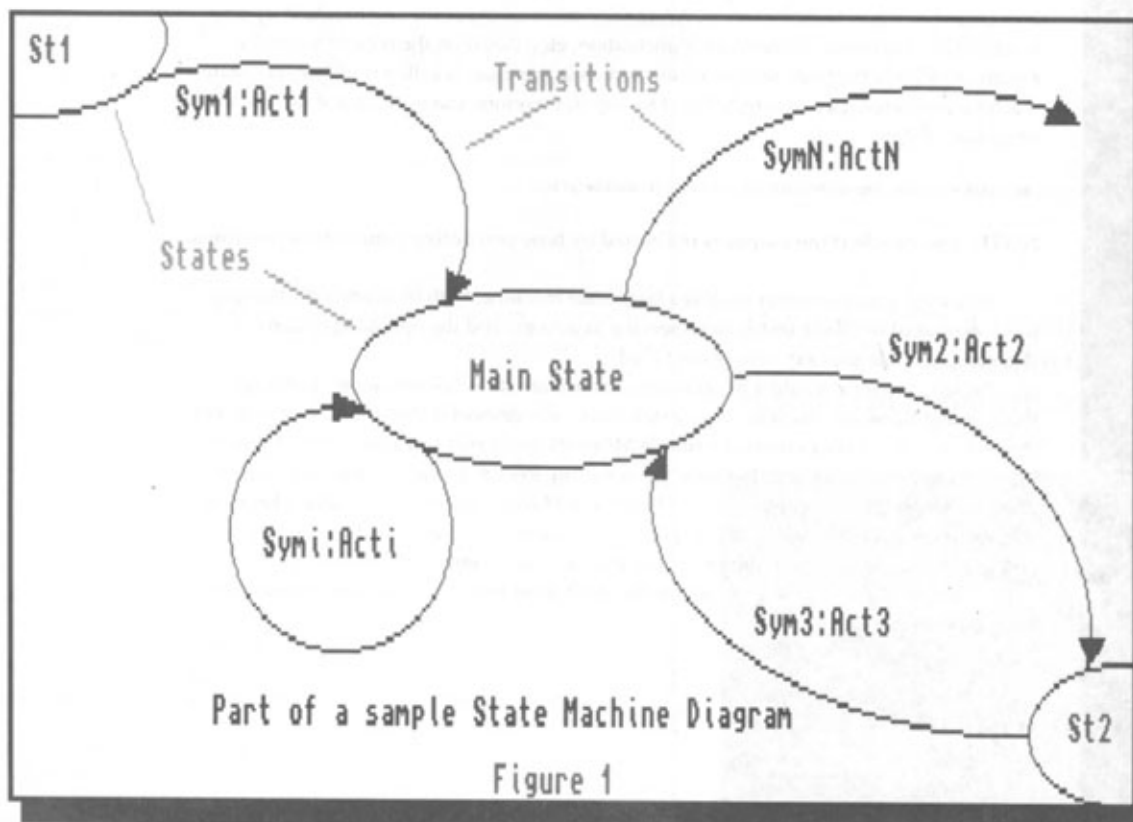 St1
Transitions
Sym1:Act1
SymN:ActN
States
Main State
Sym2:Act2
Symi:Acti
Sym3:Act3
Part of a sample State Machine Diagram
St2
Figure 1